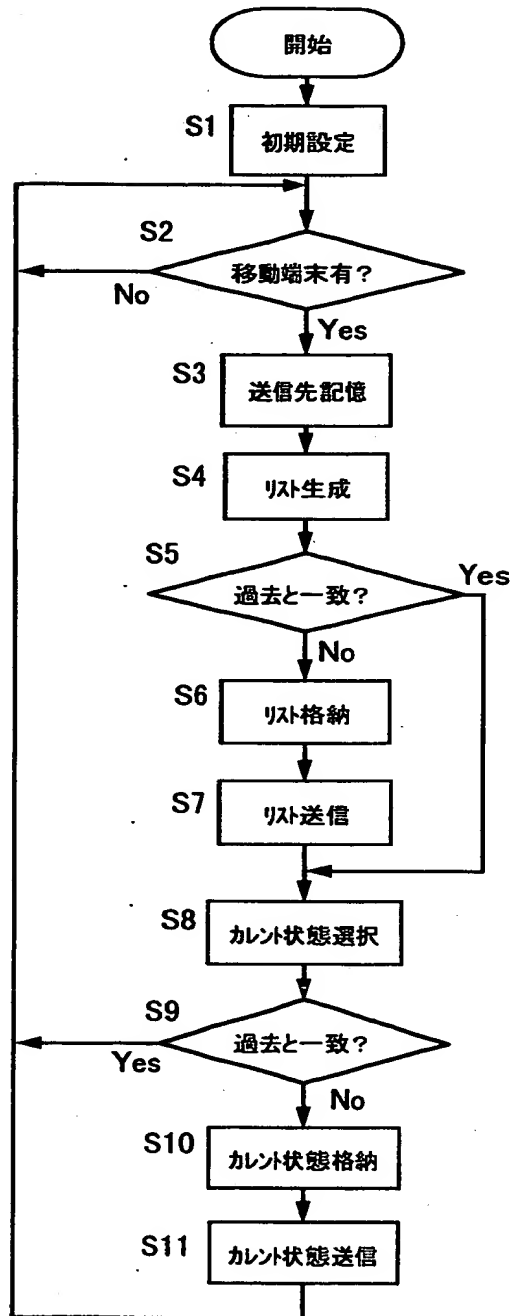 開始
S1
初期設定
S2
移動端末有?
No
Yes
S3
送信先記憶
S4
リスト生成
S5
過去と一致?
Yes
No
S6
リスト格納
S7
リスト送信
S8
カレント状態選択
S9
過去と一致?
Yes
No
S10
カレント状態格納
S11
カレント状態送信